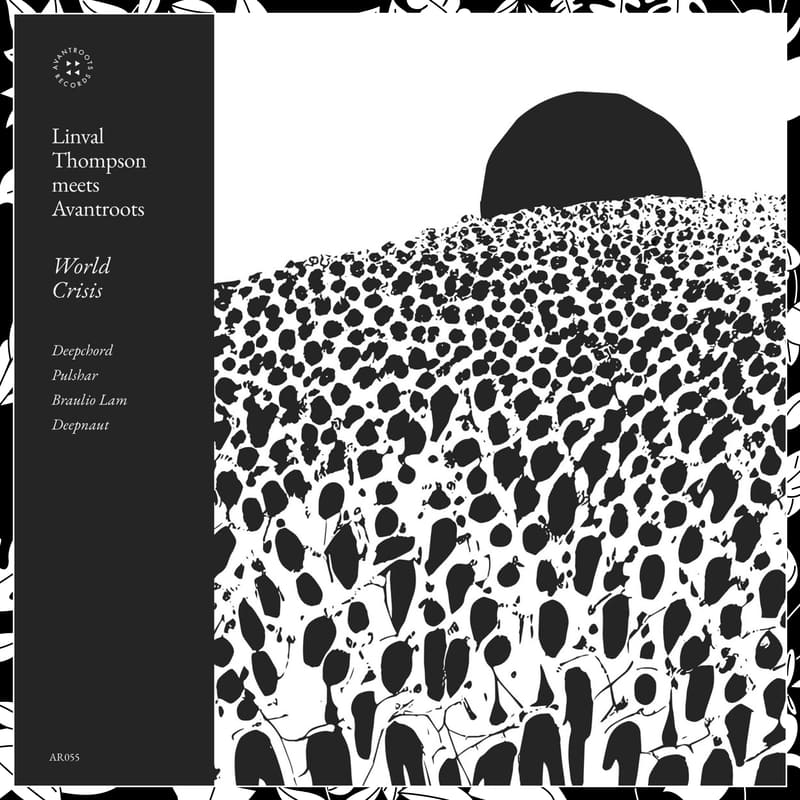 AVANTROOTS RECORDS
Linval
Thompson
meets
Avantroots
World
Crisis
Deepchord
Pulshar
Braulio Lam
Deepnaut
AR055